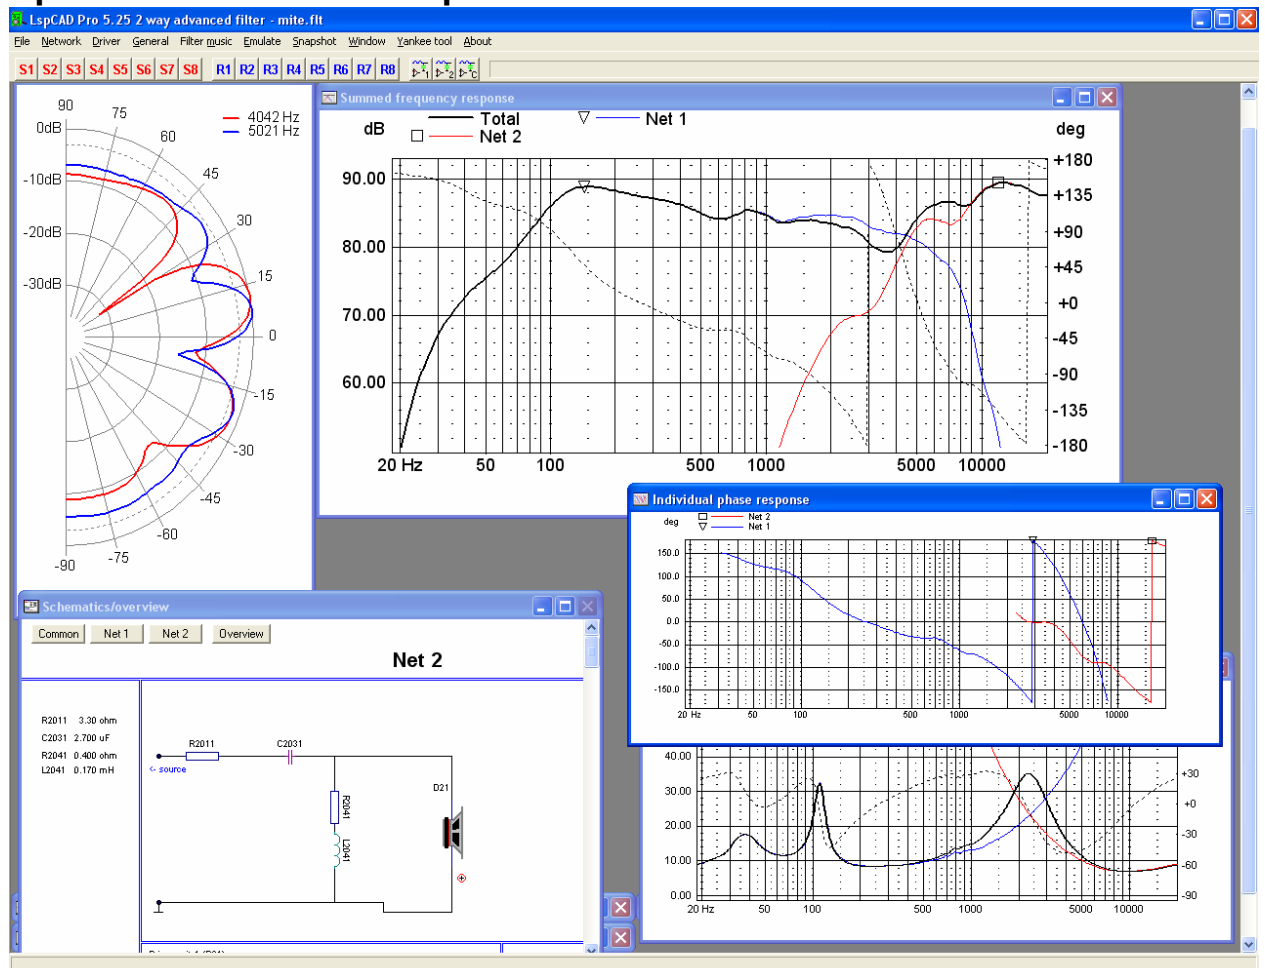 LspCAD Pro 5.25 2 way advanced filter - mite.flt
File Network Driver General Filter music Emulate Snapshot Window Yankee tool About
S1 S2 S3 S4 S5 S6 S7 S8 R1 R2 R3 R4 R5 R6 R7 R8
90
75
60
45
30
15
0
-15
-30
-45
-60
-75
-90
0dB
-10dB
-20dB
-30dB
4042 Hz
5021 Hz
Summed frequency response
dB
Total
Net 1
Net 2
deg
90.00
80.00
70.00
60.00
+180
+135
+90
+45
+0
-45
-90
-135
-180
20 Hz 50 100 500 1000 5000 10000
Individual phase response
deg
Net 2
Net 1
150.0
100.0
50.0
0.0
-50.0
-100.0
-150.0
20 Hz 50 100 500 1000 5000 10000
Schematics/overview
Common Net 1 Net 2 Overview
Net 2
R2011 3.30 ohm
C2031 2.700 uF
R2041 0.400 ohm
L2041 0.170 mH
R2011
C2031
<- source
R2041
L2041
D21
40.00
30.00
20.00
10.00
0.00
+30
+0
-30
-60
-90
20 Hz 50 100 500 1000 5000 10000